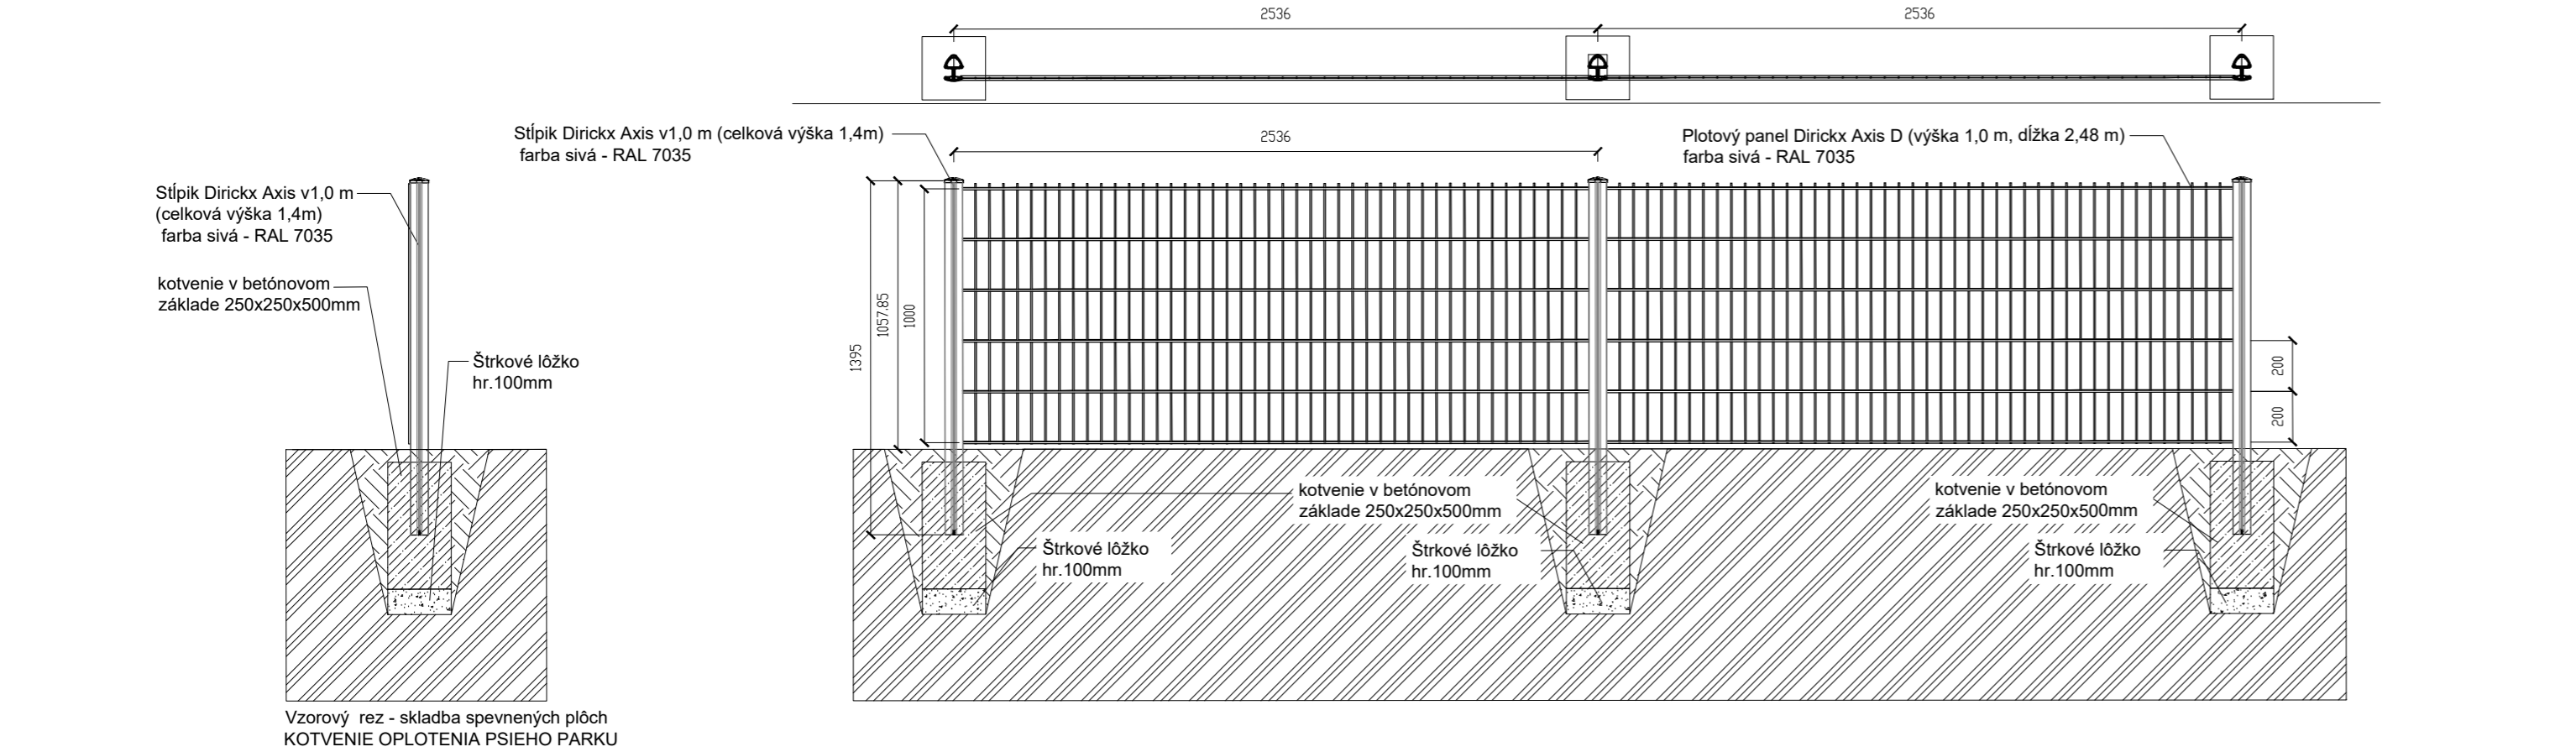 2536
2536
Stĺpik Dirickx Axis v1,0 m (celková výška 1,4m)
farba sivá - RAL 7035
2536
Plotový panel Dirickx Axis D (výška 1,0 m, dĺžka 2,48 m)
farba sivá - RAL 7035
Stĺpik Dirickx Axis v1,0 m
(celková výška 1,4m)
farba sivá - RAL 7035
kotvenie v betónovom
základe 250x250x500mm
Štrkové lôžko
hr.100mm
1395
1057.85
1000
200
200
kotvenie v betónovom
základe 250x250x500mm
kotvenie v betónovom
základe 250x250x500mm
Štrkové lôžko
hr.100mm
Štrkové lôžko
hr.100mm
Štrkové lôžko
hr.100mm
Vzorový rez - skladba spevnených plôch
KOTVENIE OPLOTENIA PSIEHO PARKU